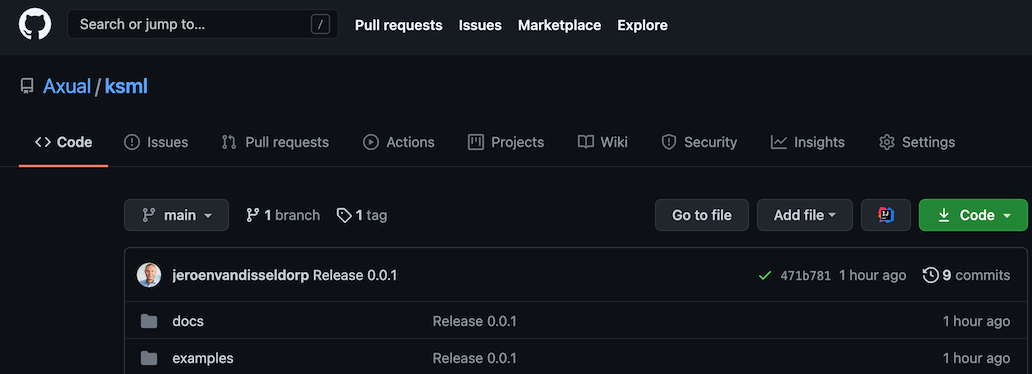 Search or jump to... /
Pull requests Issues Marketplace Explore
Axual / ksml
Code Issues Pull requests Actions Projects Wiki Security Insights Settings
main 1 branch 1 tag Go to file Add file Code
jeroenvandisseldorp Release 0.0.1 471b781 1 hour ago 9 commits
docs Release 0.0.1 1 hour ago
examples Release 0.0.1 1 hour ago